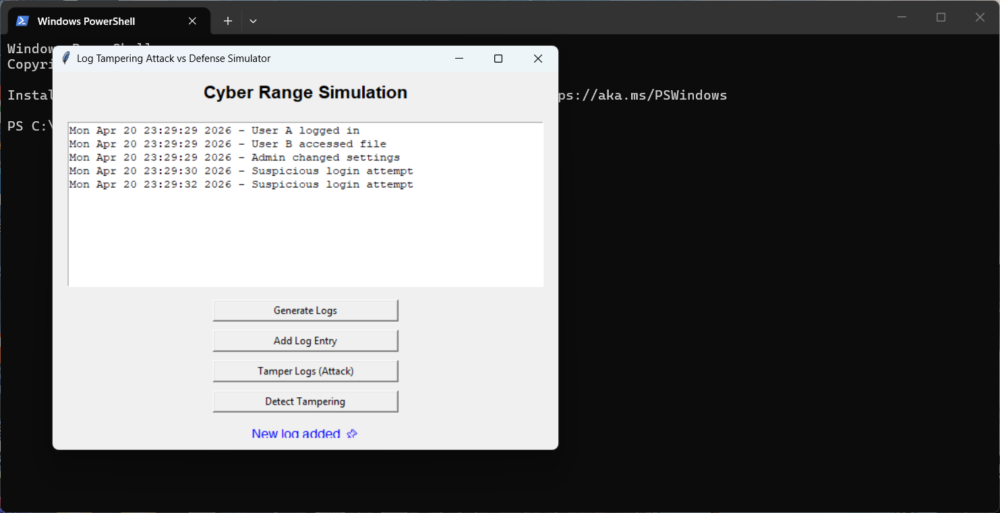 Windows PowerShell
Log Tampering Attack vs Defense Simulator
ps://aka.ms/PSWindows
PS C:\
Cyber Range Simulation
Mon Apr 20 23:29:29 2026 - User A logged in
Mon Apr 20 23:29:29 2026 - User B accessed file
Mon Apr 20 23:29:29 2026 - Admin changed settings
Mon Apr 20 23:29:30 2026 - Suspicious login attempt
Mon Apr 20 23:29:32 2026 - Suspicious login attempt
Generate Logs
Add Log Entry
Tamper Logs (Attack)
Detect Tampering
New log added